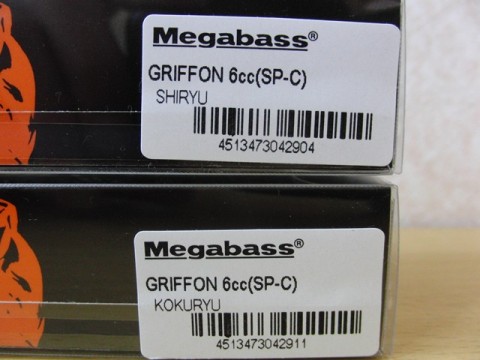 Megabass®
GRIFFON 6cc(SP-C)
SHIRYU
4513473042904
Megabass®
GRIFFON 6cc(SP-C)
KOKURYU
4513473042911